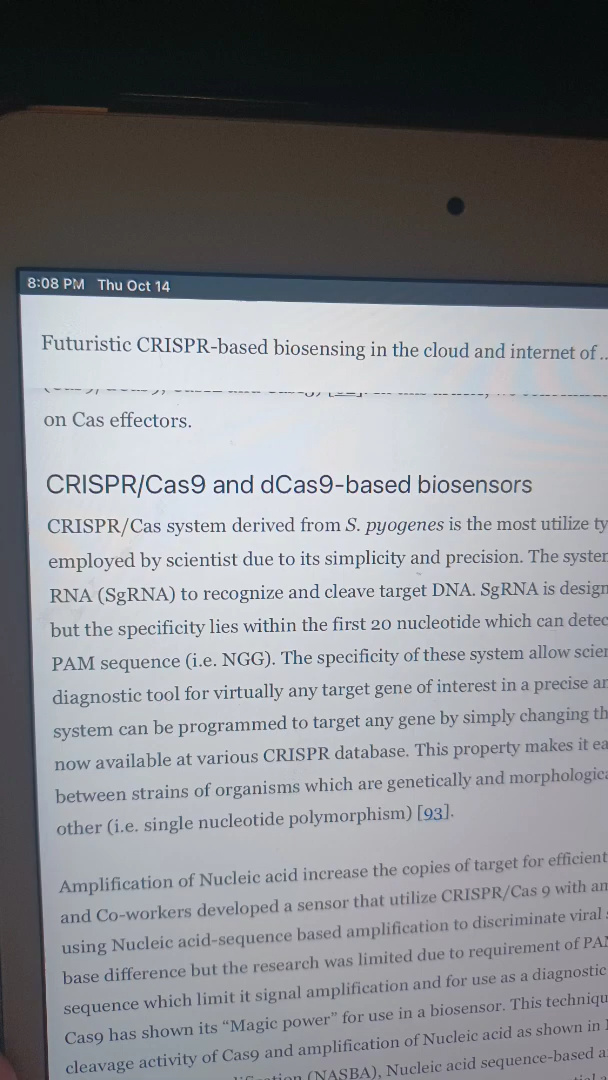 8:08 PM Thu Oct 14
Futuristic CRISPR-based biosensing in the cloud and internet of ..
on Cas effectors.
CRISPR/Cas9 and dCas9-based biosensors
CRISPR/Cas system derived from S. pyogenes is the most utilize ty
employed by scientist due to its simplicity and precision. The syster
RNA (SgRNA) to recognize and cleave target DNA. SgRNA is design
but the specificity lies within the first 20 nucleotide which can detec
PAM sequence (i.e. NGG). The specificity of these system allow scier
diagnostic tool for virtually any target gene of interest in a precise ar
system can be programmed to target any gene by simply changing th
now available at various CRISPR database. This property makes it ea
between strains of organisms which are genetically and morphologica
other (i.e. single nucleotide polymorphism) [93].
Amplification of Nucleic acid increase the copies of target for efficient
and Co-workers developed a sensor that utilize CRISPR/Cas 9 with an
using Nucleic acid-sequence based amplification to discriminate viral
base difference but the research was limited due to requirement of PAM
sequence which limit it signal amplification and for use as a diagnostic
Cas9 has shown its “Magic power” for use in a biosensor. This techniqu
cleavage activity of Cas9 and amplification of Nucleic acid as shown in
(NASBA), Nucleic acid sequence-based a